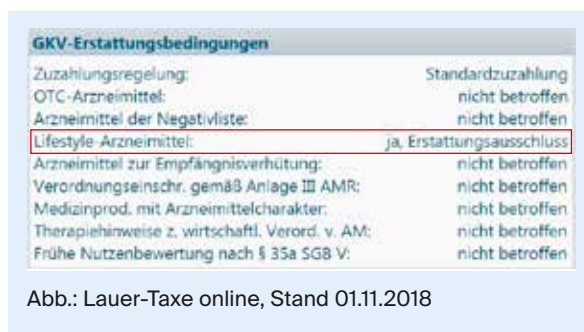 GKV-Erstattungsbedingungen
Zuzahlungsregelung: Standardzuzahlung
OTC-Arzneimittel: nicht betroffen
Arzneimittel der Negativliste: nicht betroffen
Lifestyle-Arzneimittel: ja, Erstattungsausschluss
Arzneimittel zur Empfängnisverhütung: nicht betroffen
Verordnungseinschr. gemäß Anlage III AMR: nicht betroffen
Medizinprod. mit Arzneimittelcharakter: nicht betroffen
Therapiehinweise z. wirtschaftl. Verord. v. AM: nicht betroffen
Frühe Nutzenbewertung nach § 35a SGB V: nicht betroffen
Abb.: Lauer-Taxe online, Stand 01.11.2018